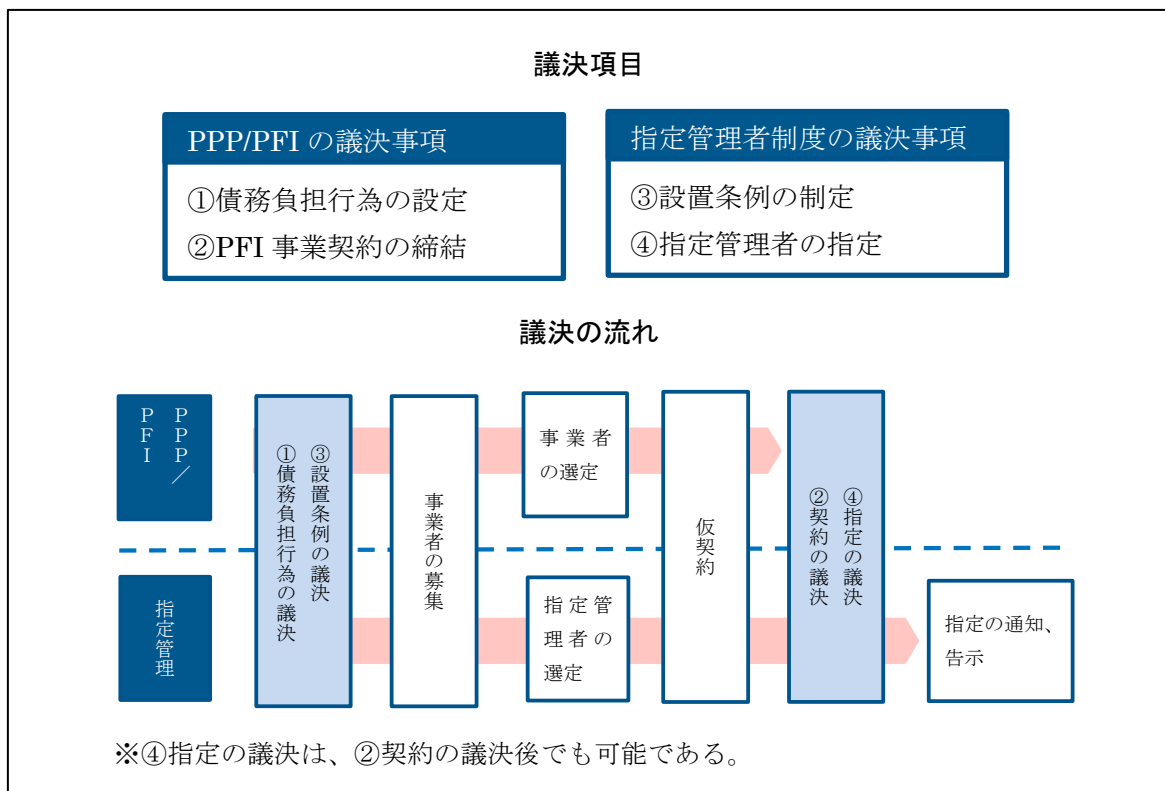 議決項目
PPP/PFI の議決事項
①債務負担行為の設定
②PFI 事業契約の締結
指定管理者制度の議決事項
③設置条例の制定
④指定管理者の指定
議決の流れ
PPP／
PFI
③設置条例の議決
①債務負担行為の議決
事業者の募集
事業者
の選定
仮契約
④指定の議決
②契約の議決
指定管理
指定管
理者の
選定
指定の通知、
告示
※④指定の議決は、②契約の議決後でも可能である。